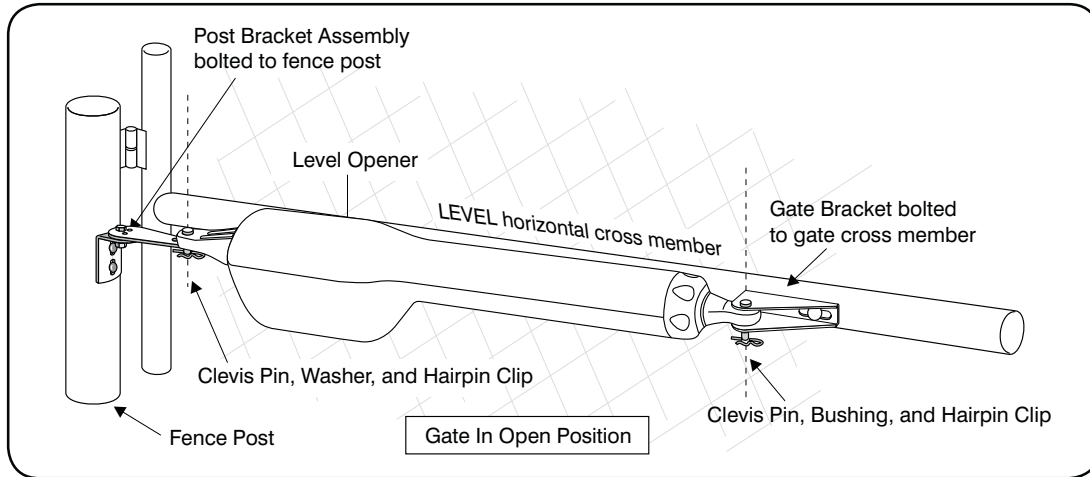 Post Bracket Assembly
bolted to fence post
Level Opener
LEVEL horizontal cross member
Gate Bracket bolted
to gate cross member
Clevis Pin, Washer, and Hairpin Clip
Clevis Pin, Bushing, and Hairpin Clip
Fence Post
Gate In Open Position